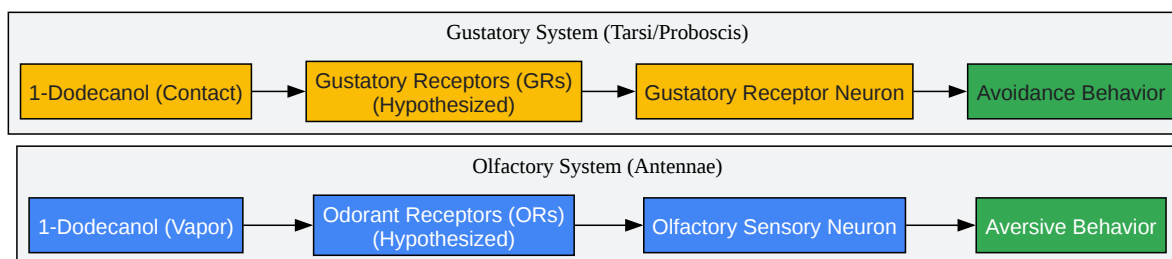 Gustatory System (Tarsi/Proboscis)
1-Dodecanol (Contact)
Gustatory Receptors (GRs)
(Hypothesized)
Gustatory Receptor Neuron
Avoidance Behavior
Olfactory System (Antennae)
1-Dodecanol (Vapor)
Odorant Receptors (ORs)
(Hypothesized)
Olfactory Sensory Neuron
Aversive Behavior